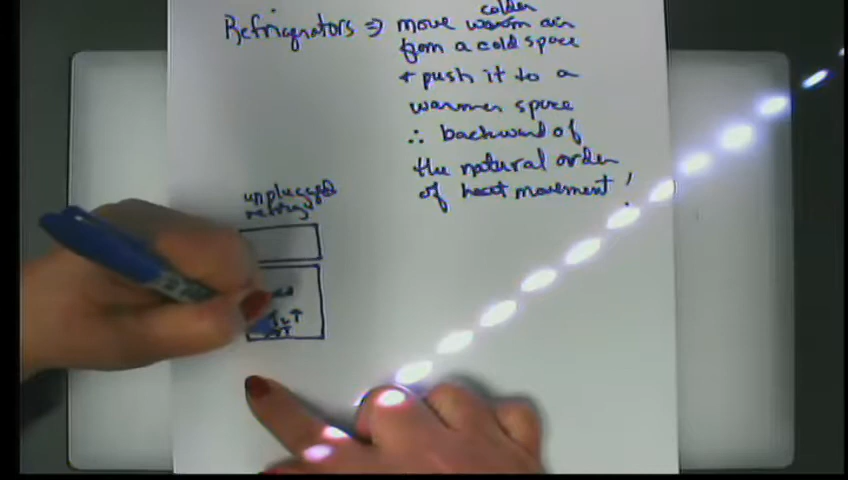 Refrigerators ⇒ move warm air
colder
from a cold space
+ push it to a
warmer space
∴ backward of
the natural order
of heat movement!
unplugged
refrig